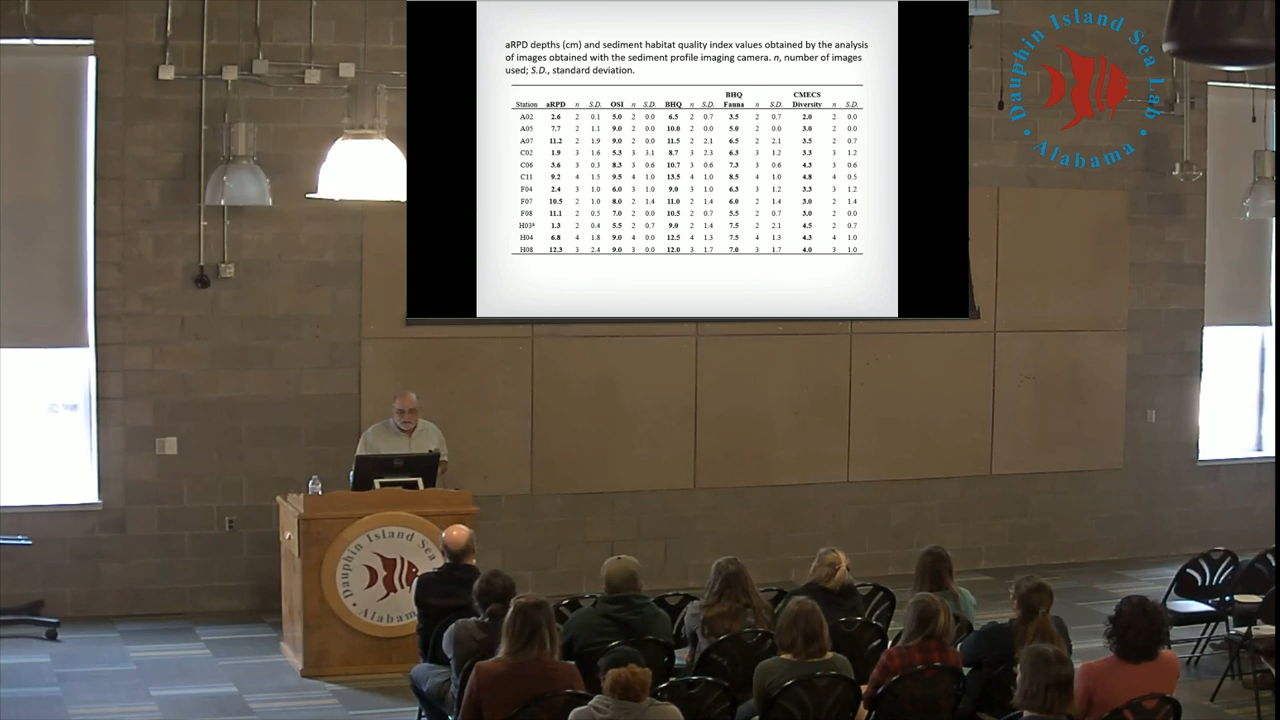 aRPD depths (cm) and sediment habitat quality index values obtained by the analysis
of images obtained with the sediment profile imaging camera. n, number of images
used; S.D., standard deviation.
BHQ CMECS
Station aRPD n S.D. OSI n S.D. BHQ n S.D. Fauna n S.D. Diversity n S.D.
A02 2.6 2 0.1 5.0 2 0.0 6.5 2 0.7 3.5 2 0.7 2.0 2 0.0
A05 7.7 2 1.1 9.0 2 0.0 10.0 2 0.0 5.0 2 0.0 3.0 2 0.0
A07 11.2 2 1.9 9.0 2 0.0 11.5 2 2.1 6.5 2 2.1 3.5 2 0.7
C02 1.9 3 1.6 5.3 3 3.1 8.7 3 2.3 6.3 3 1.2 3.3 3 1.2
C06 3.6 3 0.3 8.3 3 0.6 10.7 3 0.6 7.3 3 0.6 4.3 3 0.6
C11 9.2 4 1.5 9.5 4 1.0 13.5 4 1.0 8.5 4 1.0 4.8 4 0.5
F04 2.4 3 1.0 6.0 3 1.0 9.0 3 1.0 6.3 3 1.2 3.3 3 1.2
F07 10.5 2 1.0 8.0 2 1.4 11.0 2 1.4 6.0 2 1.4 3.0 2 1.4
F08 11.1 2 0.5 7.0 2 0.0 10.5 2 0.7 5.5 2 0.7 3.0 2 0.0
H03ᵃ 1.3 2 0.4 5.5 2 0.7 9.0 2 1.4 7.5 2 2.1 4.5 2 0.7
H04 6.8 4 1.8 9.0 4 0.0 12.5 4 1.3 7.5 4 1.3 4.3 4 1.0
H08 12.3 3 2.4 9.0 3 0.0 12.0 3 1.7 7.0 3 1.7 4.0 3 1.0
Dauphin Island Sea Lab
Alabama
Dauphin Island Sea
Alabama